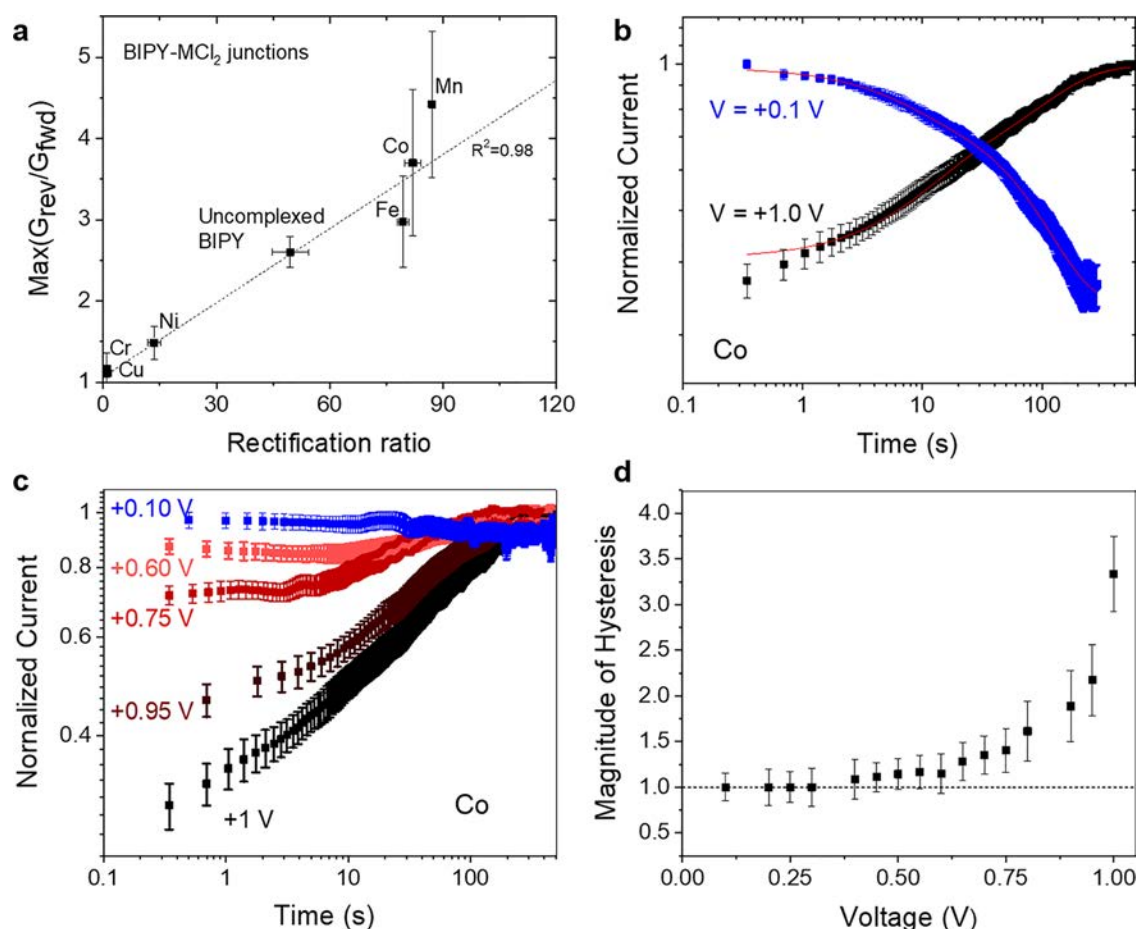 a
BIPY-MCl₂ junctions
Mn
Co
R²=0.98
Fe
Uncomplexed
BIPY
Ni
Cr
Cu
Max(G_rev/G_fwd)
5
4
3
2
1
0
30
60
90
120
Rectification ratio
b
1
V = +0.1 V
V = +1.0 V
Co
Normalized Current
0.1
1
10
100
Time (s)
c
1
0.8
0.6
0.4
+0.10 V
+0.60 V
+0.75 V
+0.95 V
+1 V
Co
Nornalized Current
0.1
1
10
100
Time (s)
d
4.0
3.5
3.0
2.5
2.0
1.5
1.0
0.5
Magnitude of Hysteresis
0.00
0.25
0.50
0.75
1.00
Voltage (V)